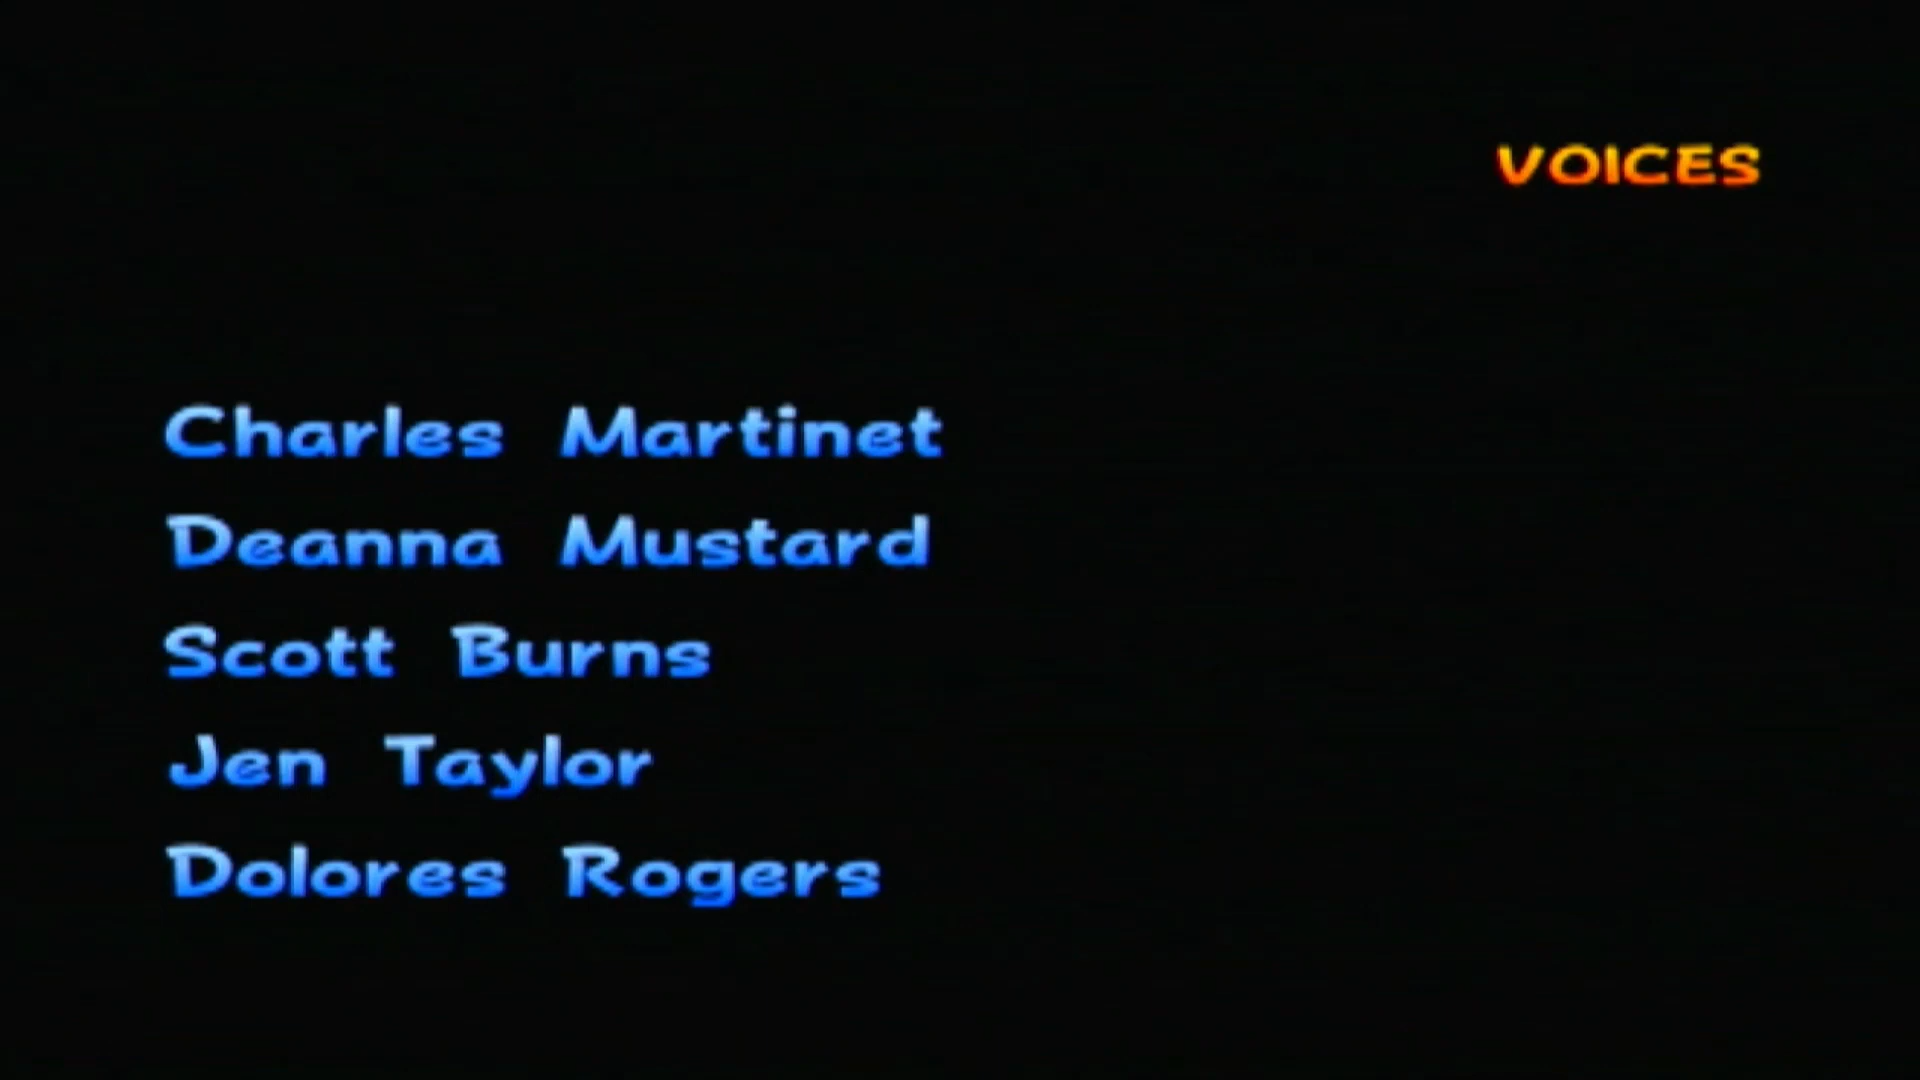 VOICES
Charles Martinet
Deanna Mustard
Scott Burns
Jen Taylor
Dolores Rogers